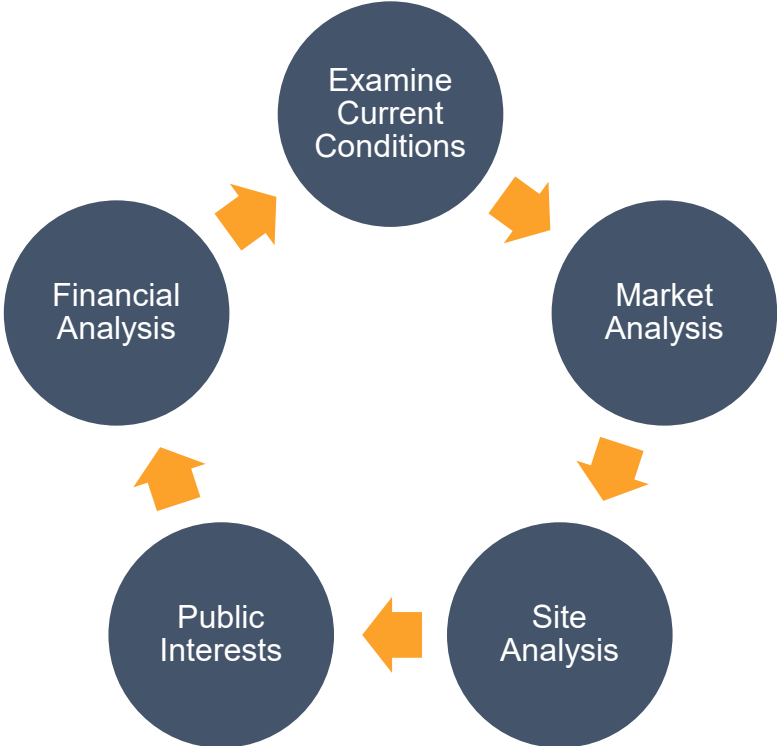 Examine
Current
Conditions
Market
Analysis
Site
Analysis
Public
Interests
Financial
Analysis